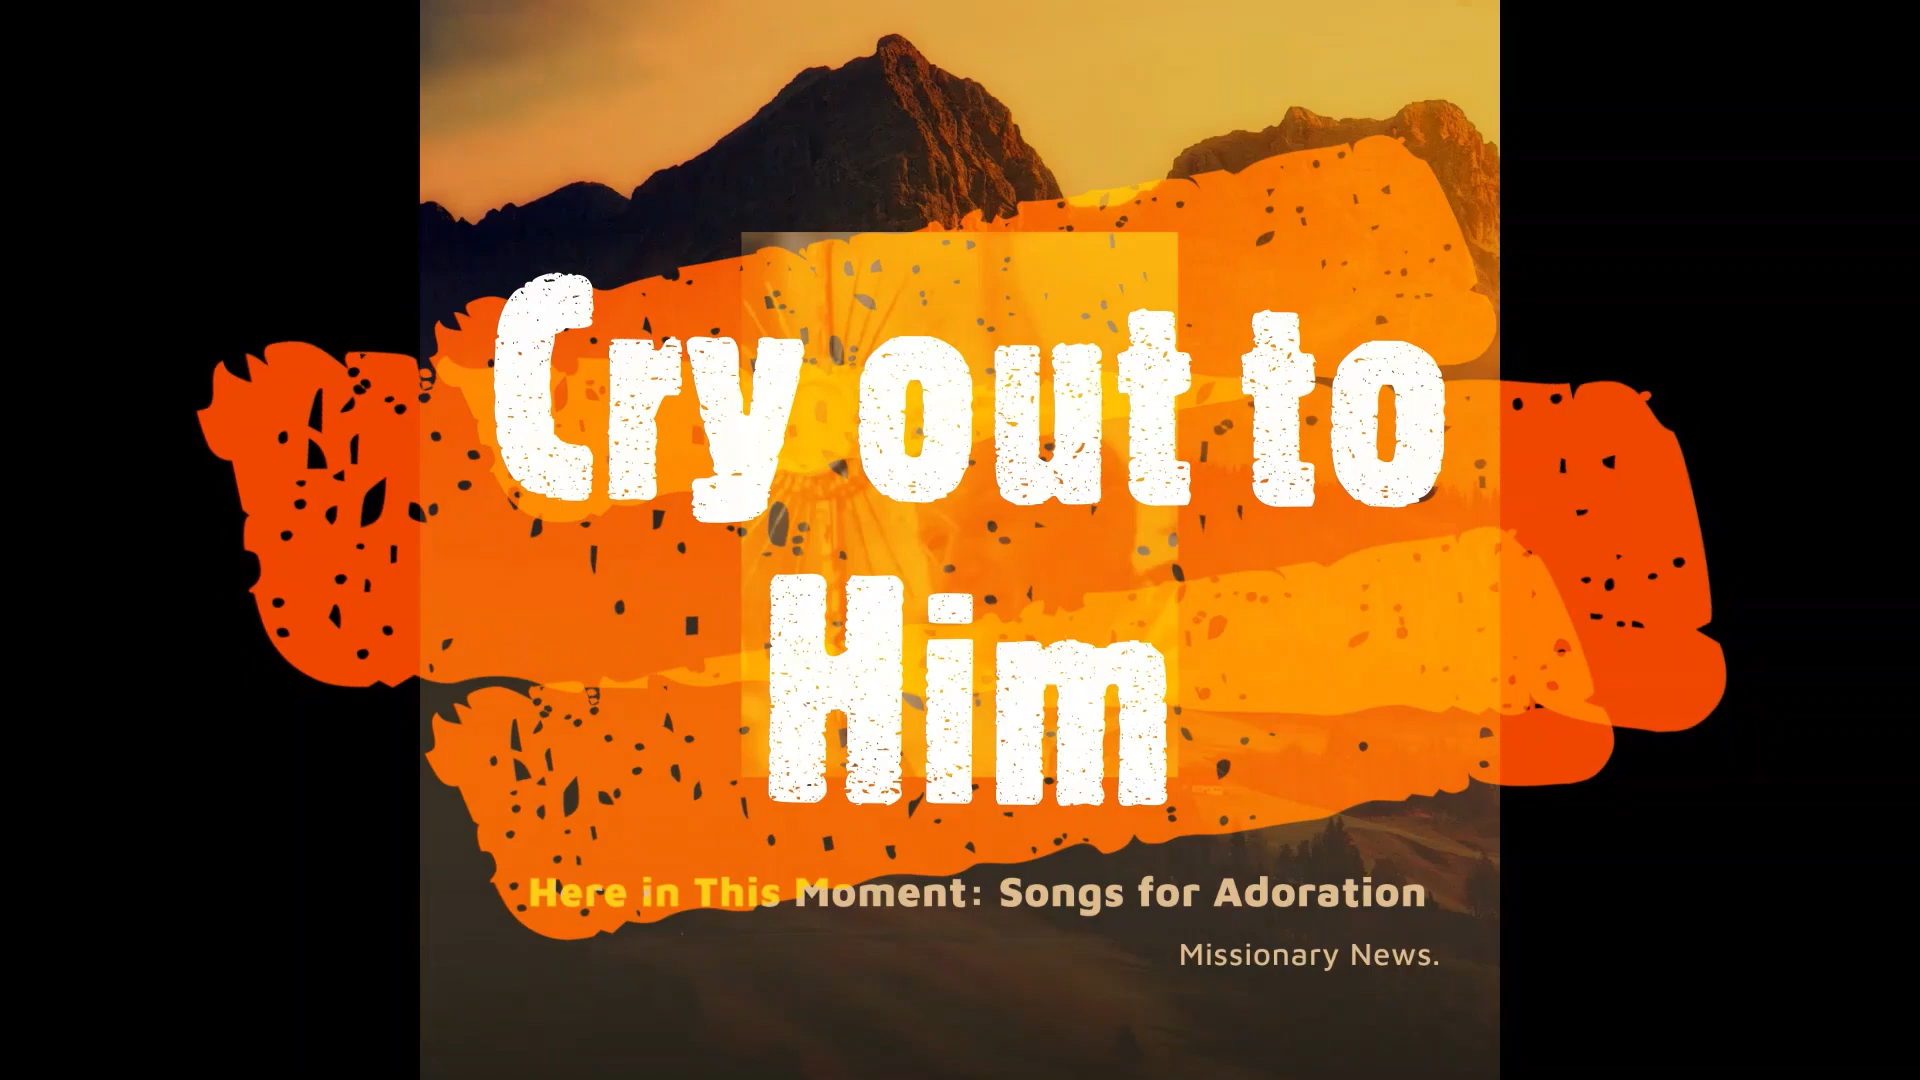 Cry out to
Him
Here in This Moment: Songs for Adoration
Missionary News.